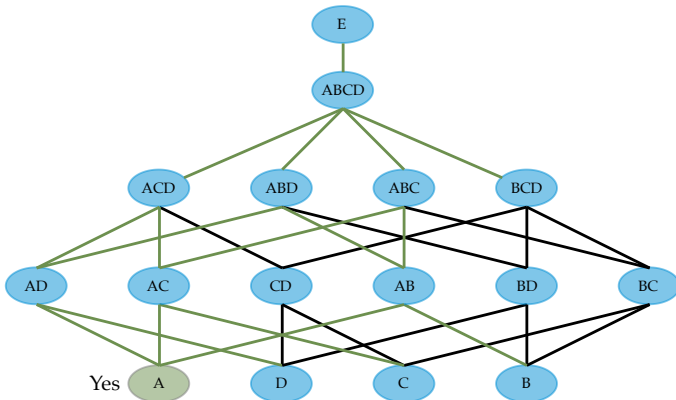 E
ABCD
ACD ABD ABC BCD
AD AC CD AB BD BC
Yes A D C B